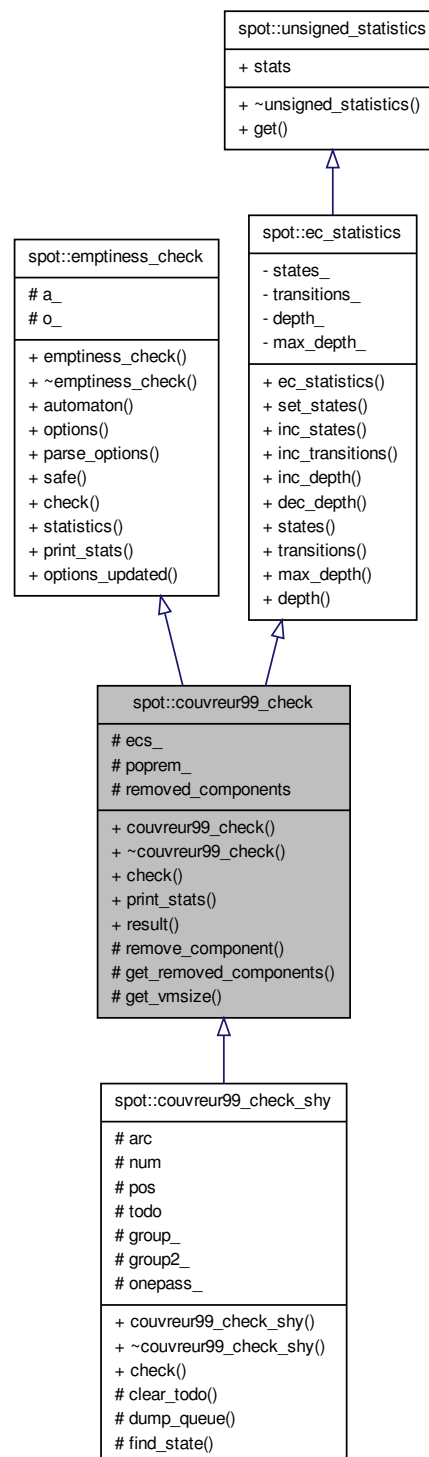 spot::unsigned_statistics
+ stats
+ ~unsigned_statistics()
+ get()
spot::emptiness_check
# a_
# o_
+ emptiness_check()
+ ~emptiness_check()
+ automaton()
+ options()
+ parse_options()
+ safe()
+ check()
+ statistics()
+ print_stats()
+ options_updated()
spot::ec_statistics
- states_
- transitions_
- depth_
- max_depth_
+ ec_statistics()
+ set_states()
+ inc_states()
+ inc_transitions()
+ inc_depth()
+ dec_depth()
+ states()
+ transitions()
+ max_depth()
+ depth()
spot::couvreur99_check
# ecs_
# poprem_
# removed_components
+ couvreur99_check()
+ ~couvreur99_check()
+ check()
+ print_stats()
+ result()
# remove_component()
# get_removed_components()
# get_vmsize()
spot::couvreur99_check_shy
# arc
# num
# pos
# todo
# group_
# group2_
# onepass_
+ couvreur99_check_shy()
+ ~couvreur99_check_shy()
+ check()
# clear_todo()
# dump_queue()
# find_state()